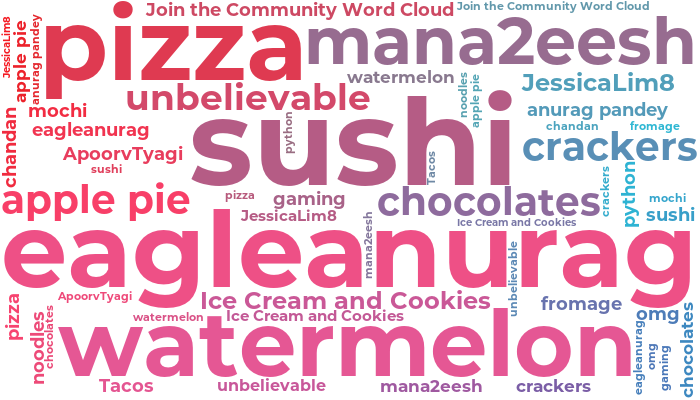 Join the Community Word Cloud
Join the Community Word Cloud
JessicaLim8
apple pie
anurag pandey
pizza
mana2eesh
watermelon
noodles
apple pie
JessicaLim8
unbelievable
mochi
anurag pandey
eagleanurag
python
sushi
chandan
fromage
chandan
ApoorvTyagi
crackers
sushi
Tacos
apple pie
pizza
gaming
chocolates
crackers
python
mochi
JessicaLim8
sushi
mana2eesh
Ice Cream and Cookies
eagleanurag
unbelievable
pizza
ApoorvTyagi
Ice Cream and Cookies
fromage
noodles
chocolates
watermelon
Ice Cream and Cookies
omg
chocolates
watermelon
eagleanurag
omg
gaming
Tacos
unbelievable
mana2eesh
crackers